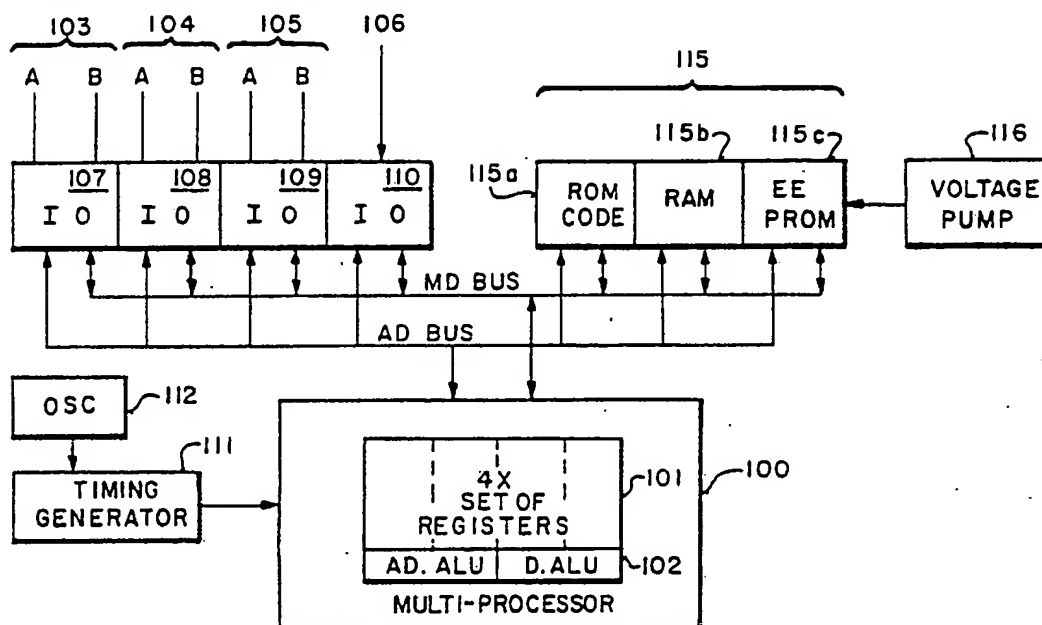 103 104 105 106
A B A B A B
115
115b 115c 116
107 108 109 110
I O I O I O I O
115a ROM CODE RAM EE PROM VOLTAGE PUMP
MD BUS
AD BUS
OSC 112
111
TIMING GENERATOR
4X SET OF REGISTERS
101 100
AD. ALU D. ALU 102
MULTI-PROCESSOR